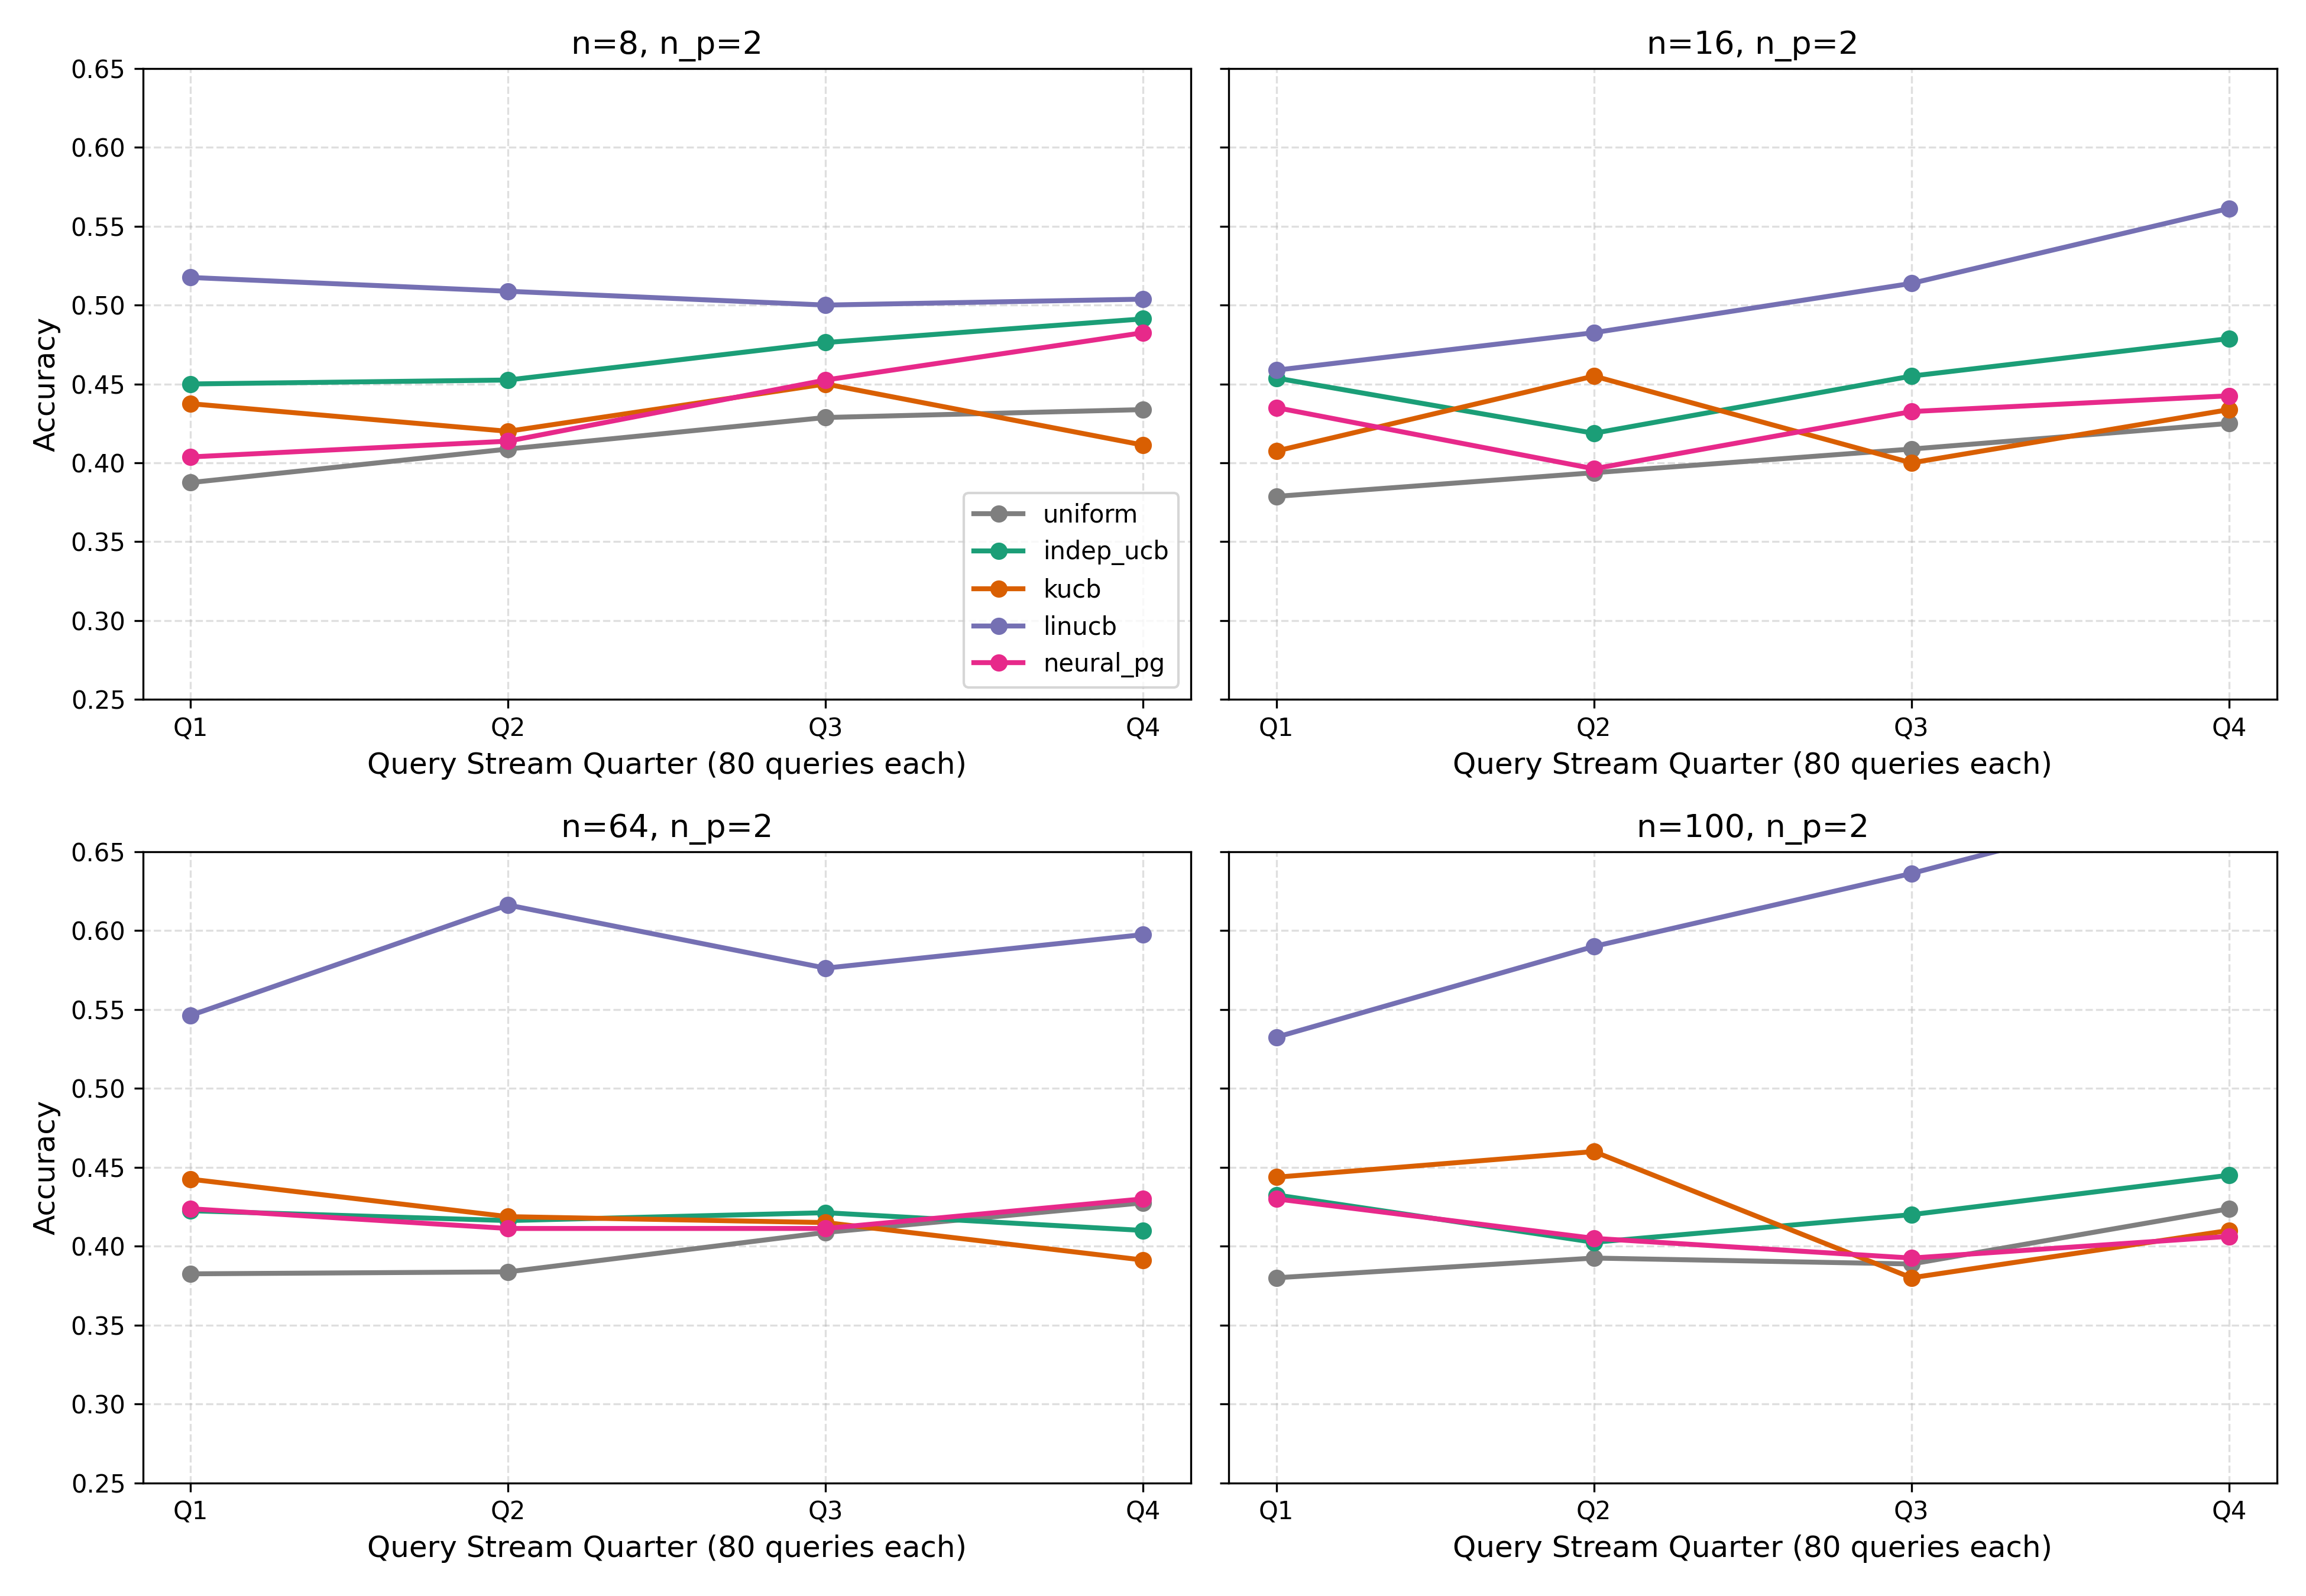 n=8, n_p=2
0.65
0.60
0.55
0.50
0.45
0.40
0.35
0.30
0.25
Accuracy
Q1 Q2 Q3 Q4
Query Stream Quarter (80 queries each)
uniform
indep_ucb
kucb
linucb
neural_pg
n=16, n_p=2
Q1 Q2 Q3 Q4
Query Stream Quarter (80 queries each)
n=64, n_p=2
0.65
0.60
0.55
0.50
0.45
0.40
0.35
0.30
0.25
Accuracy
Q1 Q2 Q3 Q4
Query Stream Quarter (80 queries each)
n=100, n_p=2
Q1 Q2 Q3 Q4
Query Stream Quarter (80 queries each)